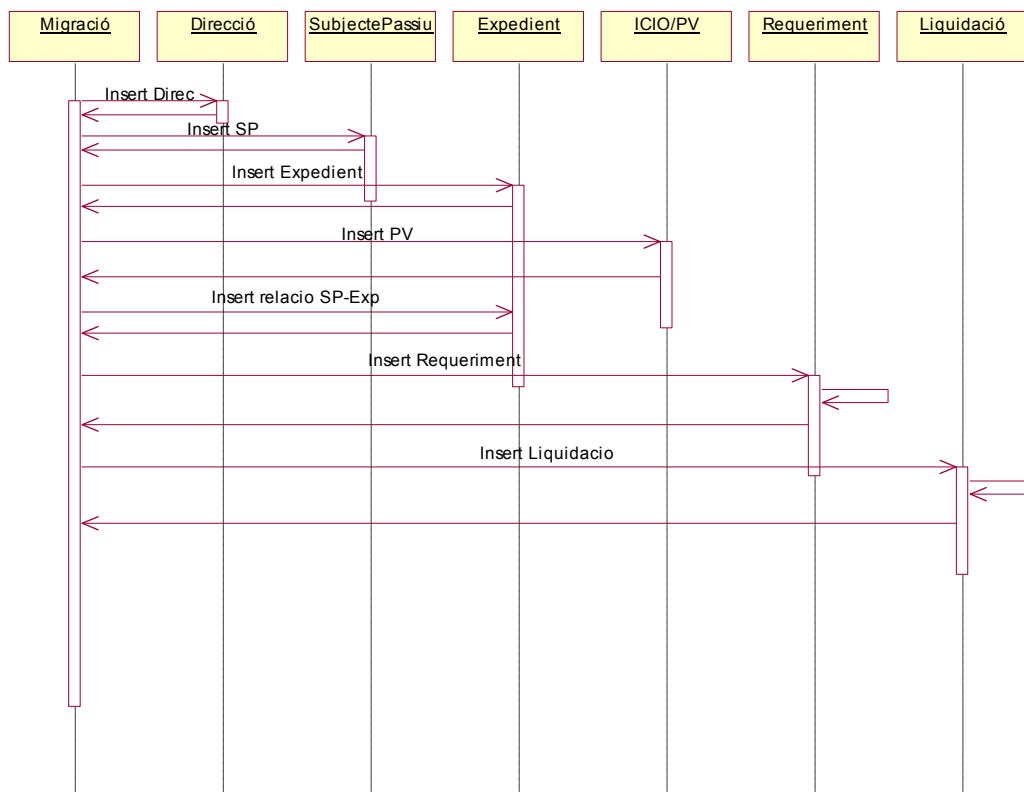 Migració
Direcció
SubjectePassiu
Expedient
ICIO/PV
Requeriment
Liquidació
Insert Direc
Insert SP
Insert Expedient
Insert PV
Insert relacio SP-Exp
Insert Requeriment
Insert Liquidacio